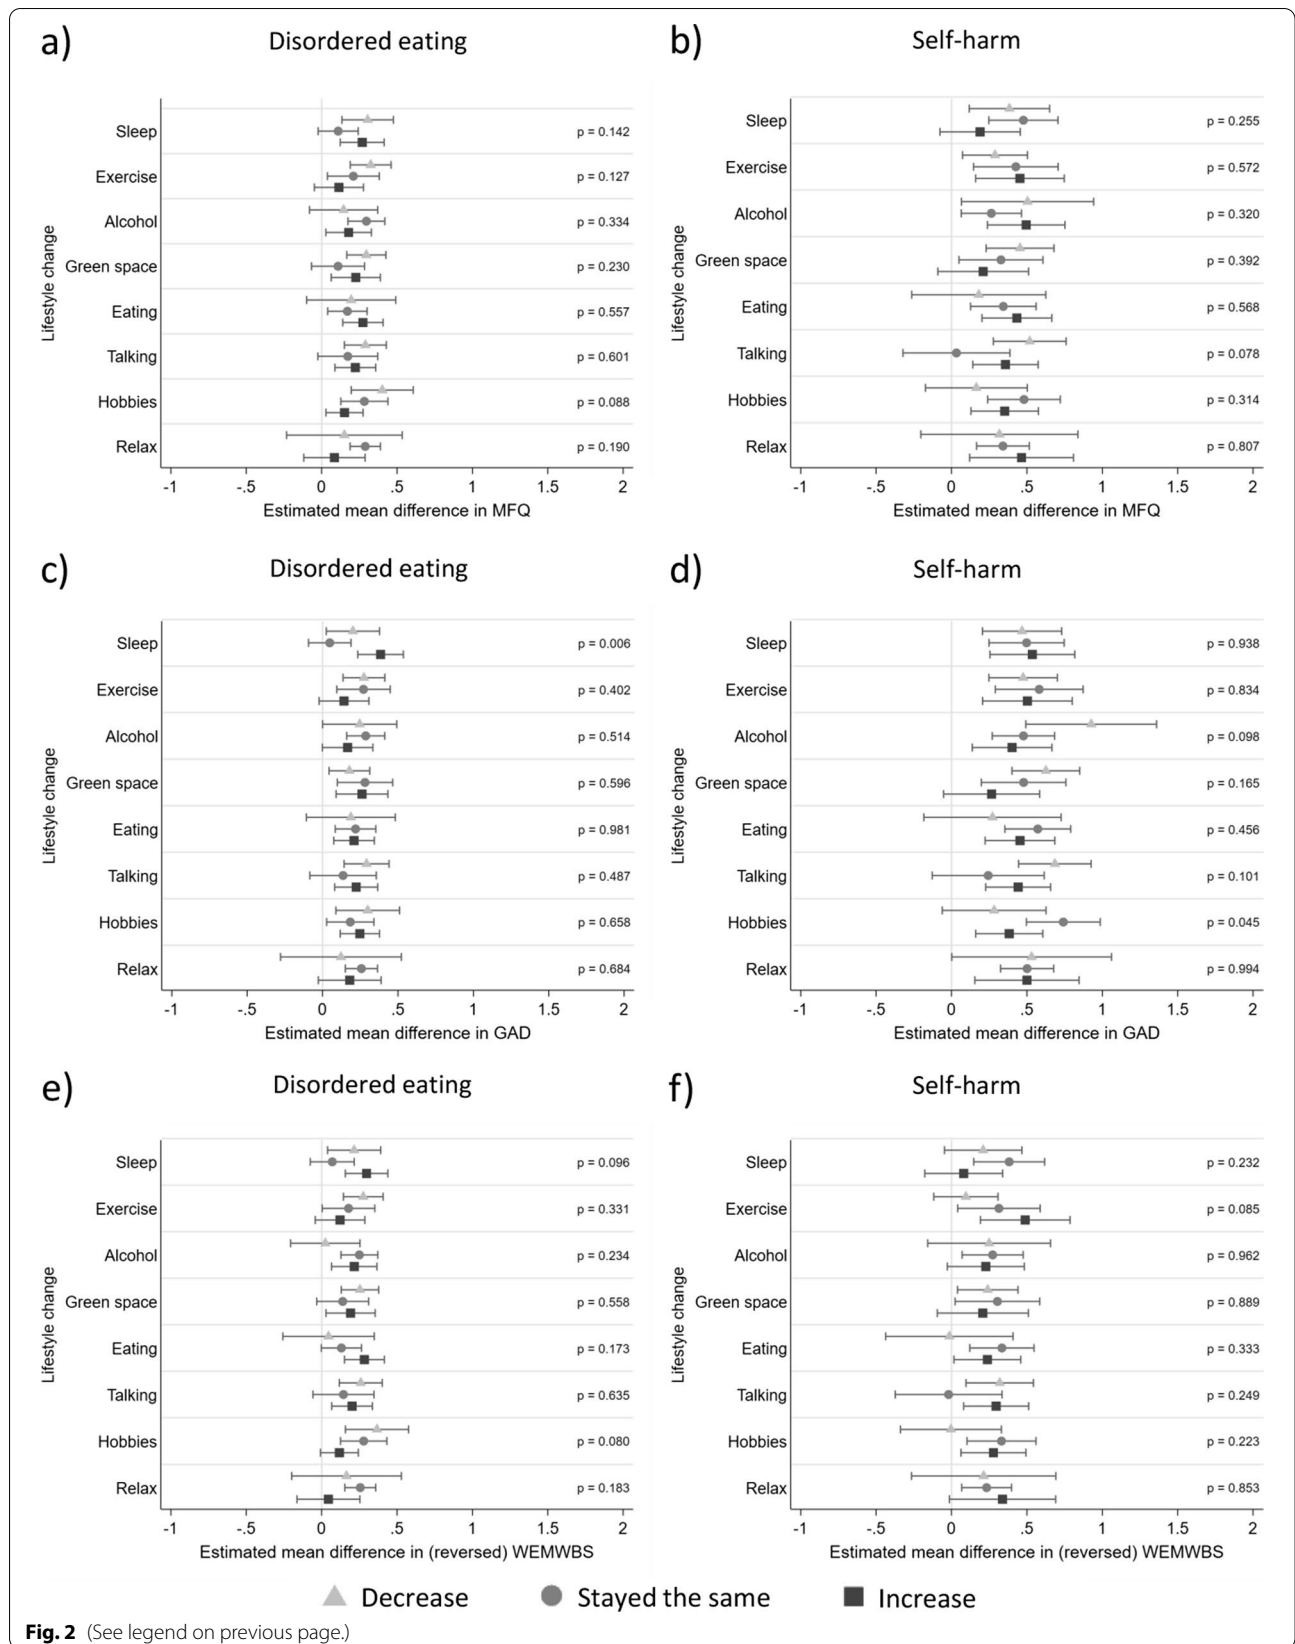 a) Disordered eating
Lifestyle change
Sleep p = 0.142
Exercise p = 0.127
Alcohol p = 0.334
Green space p = 0.230
Eating p = 0.557
Talking p = 0.601
Hobbies p = 0.088
Relax p = 0.190
-1 -.5 0 .5 1 1.5 2
Estimated mean difference in MFQ
b) Self-harm
Lifestyle change
Sleep p = 0.255
Exercise p = 0.572
Alcohol p = 0.320
Green space p = 0.392
Eating p = 0.568
Talking p = 0.078
Hobbies p = 0.314
Relax p = 0.807
-1 -.5 0 .5 1 1.5 2
Estimated mean difference in MFQ
c) Disordered eating
Lifestyle change
Sleep p = 0.006
Exercise p = 0.402
Alcohol p = 0.514
Green space p = 0.596
Eating p = 0.981
Talking p = 0.487
Hobbies p = 0.658
Relax p = 0.684
-1 -.5 0 .5 1 1.5 2
Estimated mean difference in GAD
d) Self-harm
Lifestyle change
Sleep p = 0.938
Exercise p = 0.834
Alcohol p = 0.098
Green space p = 0.165
Eating p = 0.456
Talking p = 0.101
Hobbies p = 0.045
Relax p = 0.994
-1 -.5 0 .5 1 1.5 2
Estimated mean difference in GAD
e) Disordered eating
Lifestyle change
Sleep p = 0.096
Exercise p = 0.331
Alcohol p = 0.234
Green space p = 0.558
Eating p = 0.173
Talking p = 0.635
Hobbies p = 0.080
Relax p = 0.183
-1 -.5 0 .5 1 1.5 2
Estimated mean difference in (reversed) WEMWBS
f) Self-harm
Lifestyle change
Sleep p = 0.232
Exercise p = 0.085
Alcohol p = 0.962
Green space p = 0.889
Eating p = 0.333
Talking p = 0.249
Hobbies p = 0.223
Relax p = 0.853
-1 -.5 0 .5 1 1.5 2
Estimated mean difference in (reversed) WEMWBS
Decrease Stayed the same Increase
Fig. 2 (See legend on previous page.)